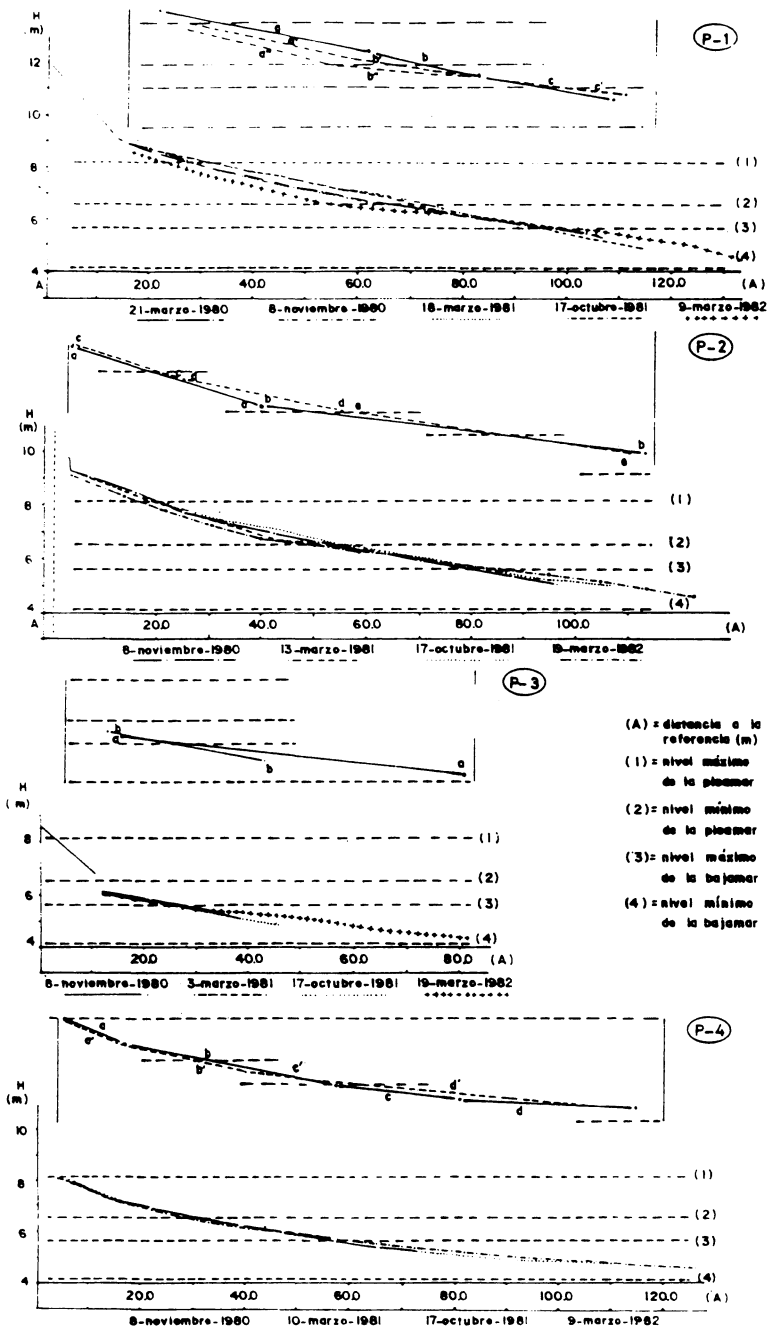 H
(m)
P-1
a
a'
a''
b'
b
b''
c
c'
12
10
8
6
4
(1)
(2)
(3)
(4)
A
20.0
40.0
60.0
80.0
100.0
120.0
(A)
21-marzo-1980
8-noviembre-1980
18-marzo-1981
17-octubre-1981
9-marzo-1982
P-2
c
a
c
d
a
b
d
e
b
e
H
(m)
10
8
6
4
(1)
(2)
(3)
(4)
A
20.0
40.0
60.0
80.0
100.0
(A)
8-noviembre-1980
13-marzo-1981
17-octubre-1981
19-marzo-1982
P-3
b
a
b
a
H
(m)
8
6
4
(1)
(2)
(3)
(4)
20.0
40.0
60.0
80.0
(A)
8-noviembre-1980
3-marzo-1981
17-octubre-1981
19-marzo-1982
(A) = distancia a la
referencia (m)
(1) = nivel máximo
de la pleamar
(2) = nivel mínimo
de la pleamar
(3) = nivel máximo
de la bajamar
(4) = nivel mínimo
de la bajamar
P-4
a
a'
b
b'
c'
c
d'
d
H
(m)
10
8
6
4
(1)
(2)
(3)
(4)
20.0
40.0
60.0
80.0
100.0
120.0
(A)
8-noviembre-1980
10-marzo-1981
17-octubre-1981
9-marzo-1982